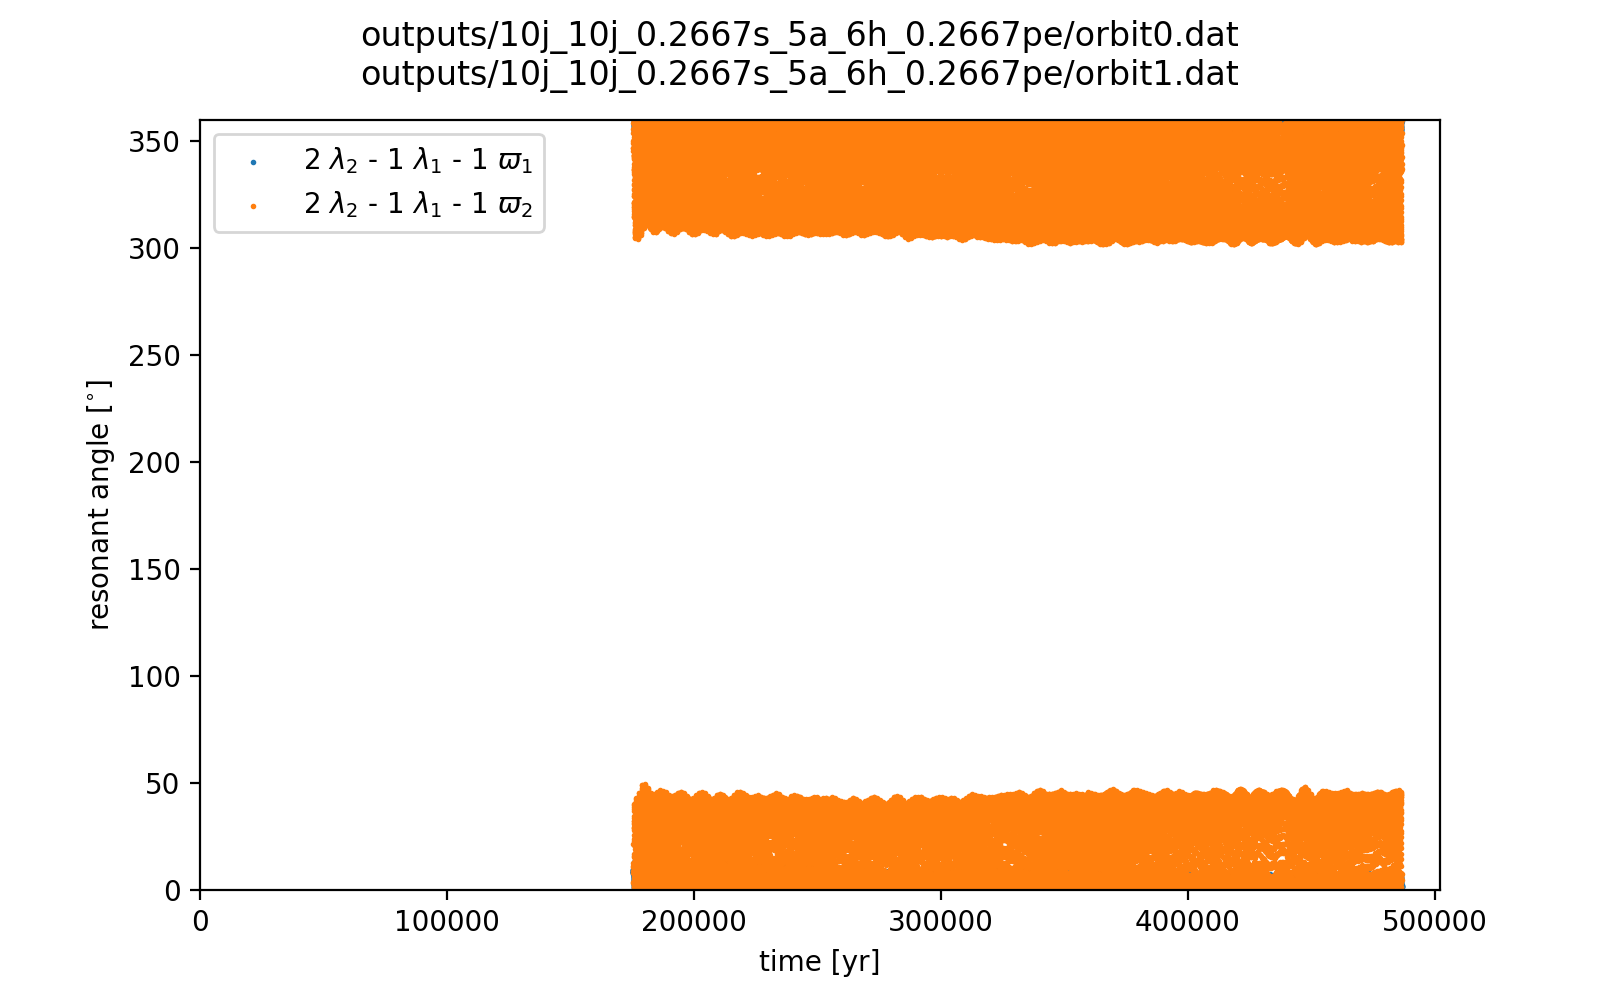 outputs/10j_10j_0.2667s_5a_6h_0.2667pe/orbit0.dat
outputs/10j_10j_0.2667s_5a_6h_0.2667pe/orbit1.dat
2 λ₂ - 1 λ₁ - 1 ϖ₁
2 λ₂ - 1 λ₁ - 1 ϖ₂
350
300
250
200
150
100
50
0
resonant angle [°]
0 100000 200000 300000 400000 500000
time [yr]